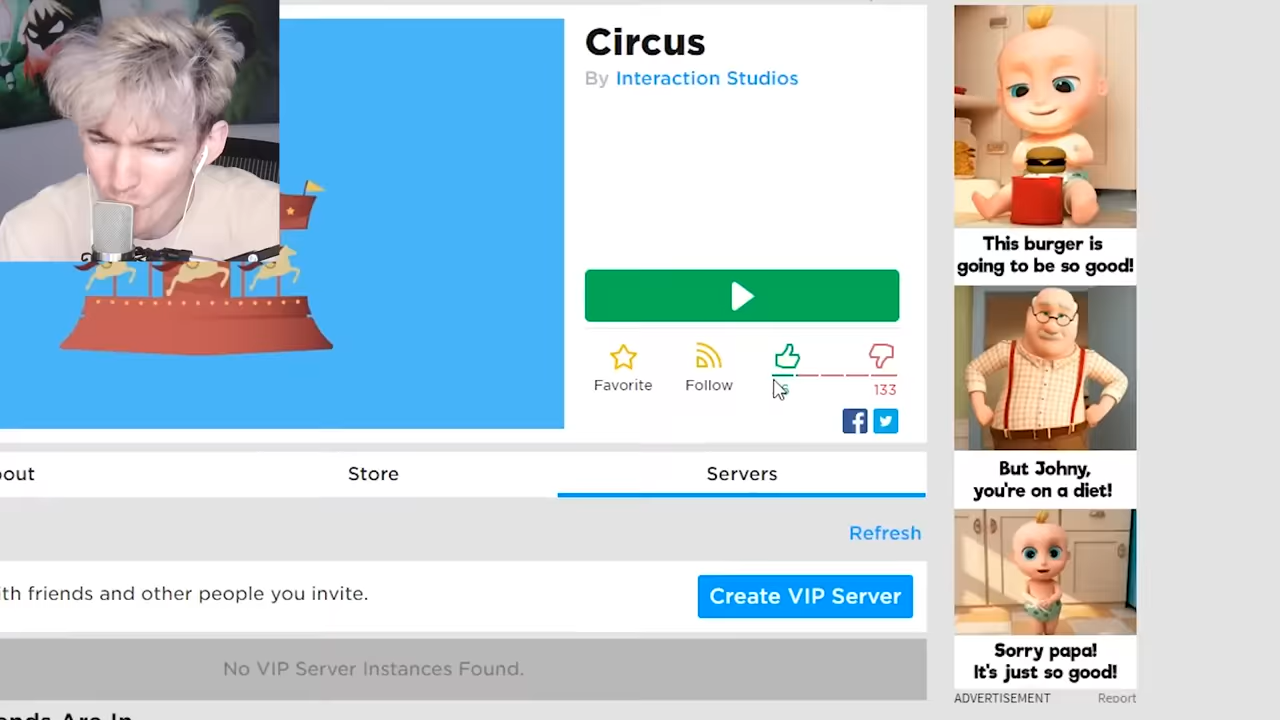 Circus
By Interaction Studios
Favorite
Follow
133
out
Store
Servers
Refresh
ith friends and other people you invite.
Create VIP Server
No VIP Server Instances Found.
This burger is
going to be so good!
But Johny,
you're on a diet!
Sorry papa!
It's just so good!
ADVERTISEMENT
Report